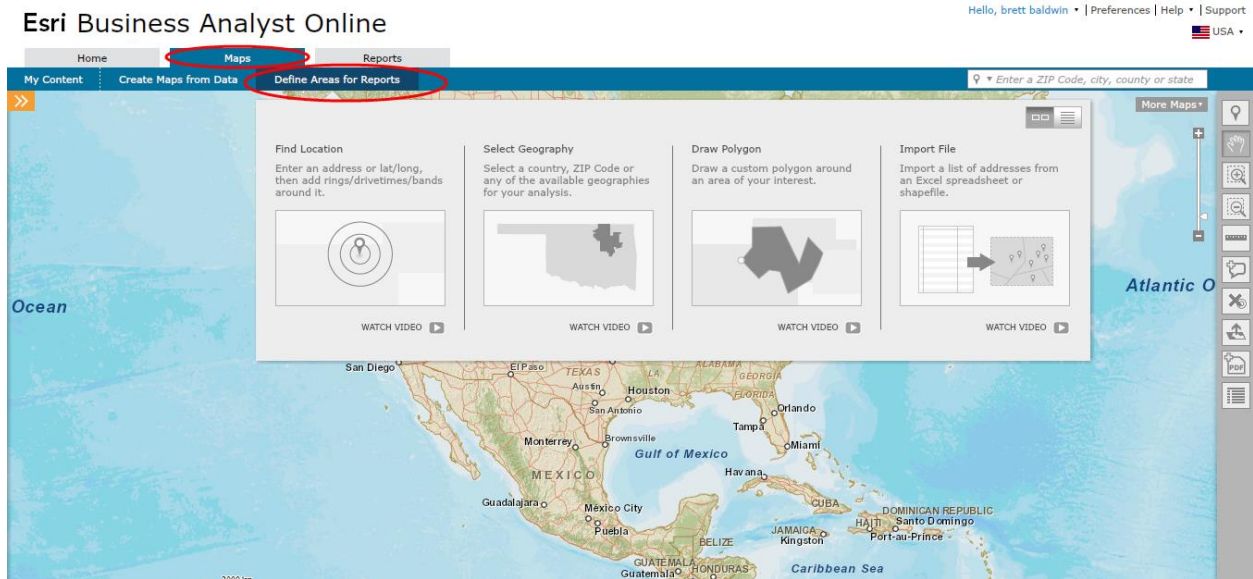 Hello, brett baldwin ▾ | Preferences | Help ▾ | Support
Esri Business Analyst Online
USA ▾
Home Maps Reports
My Content Create Maps from Data Define Areas for Reports
Enter a ZIP Code, city, county or state
More Maps ▾
Find Location
Enter an address or lat/long,
then add rings/drivetimes/bands
around it.
WATCH VIDEO
Select Geography
Select a country, ZIP Code or
any of the available geographies
for your analysis.
WATCH VIDEO
Draw Polygon
Draw a custom polygon around
an area of your interest.
WATCH VIDEO
Import File
Import a list of addresses from
an Excel spreadsheet or
shapefile.
WATCH VIDEO
PDF
Ocean
Atlantic O
San Diego
El Paso
TEXAS
LA
ALABAMA
GEORGIA
Austin
Houston
FLORIDA
San Antonio
Orlando
Tampa
Monterrey
Brownsville
Gulf of Mexico
Miami
MEXICO
Havana
Guadalajara
Mexico City
CUBA
DOMINICAN REPUBLIC
HAITI
Santo Domingo
Puebla
JAMAICA
Kingston
Port-au-Prince
BELIZE
GUATEMALA
HONDURAS
Guatemala
Caribbean Sea